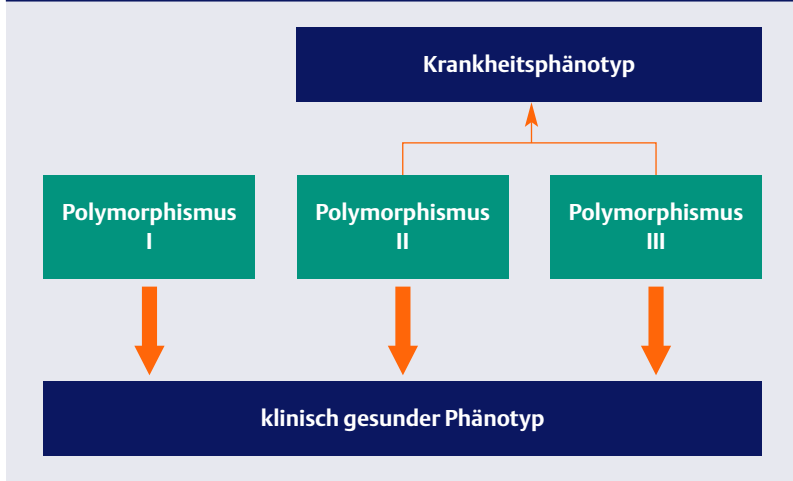 Krankheitsphänotyp
Polymorphismus
I
Polymorphismus
II
Polymorphismus
III
klinisch gesunder Phänotyp